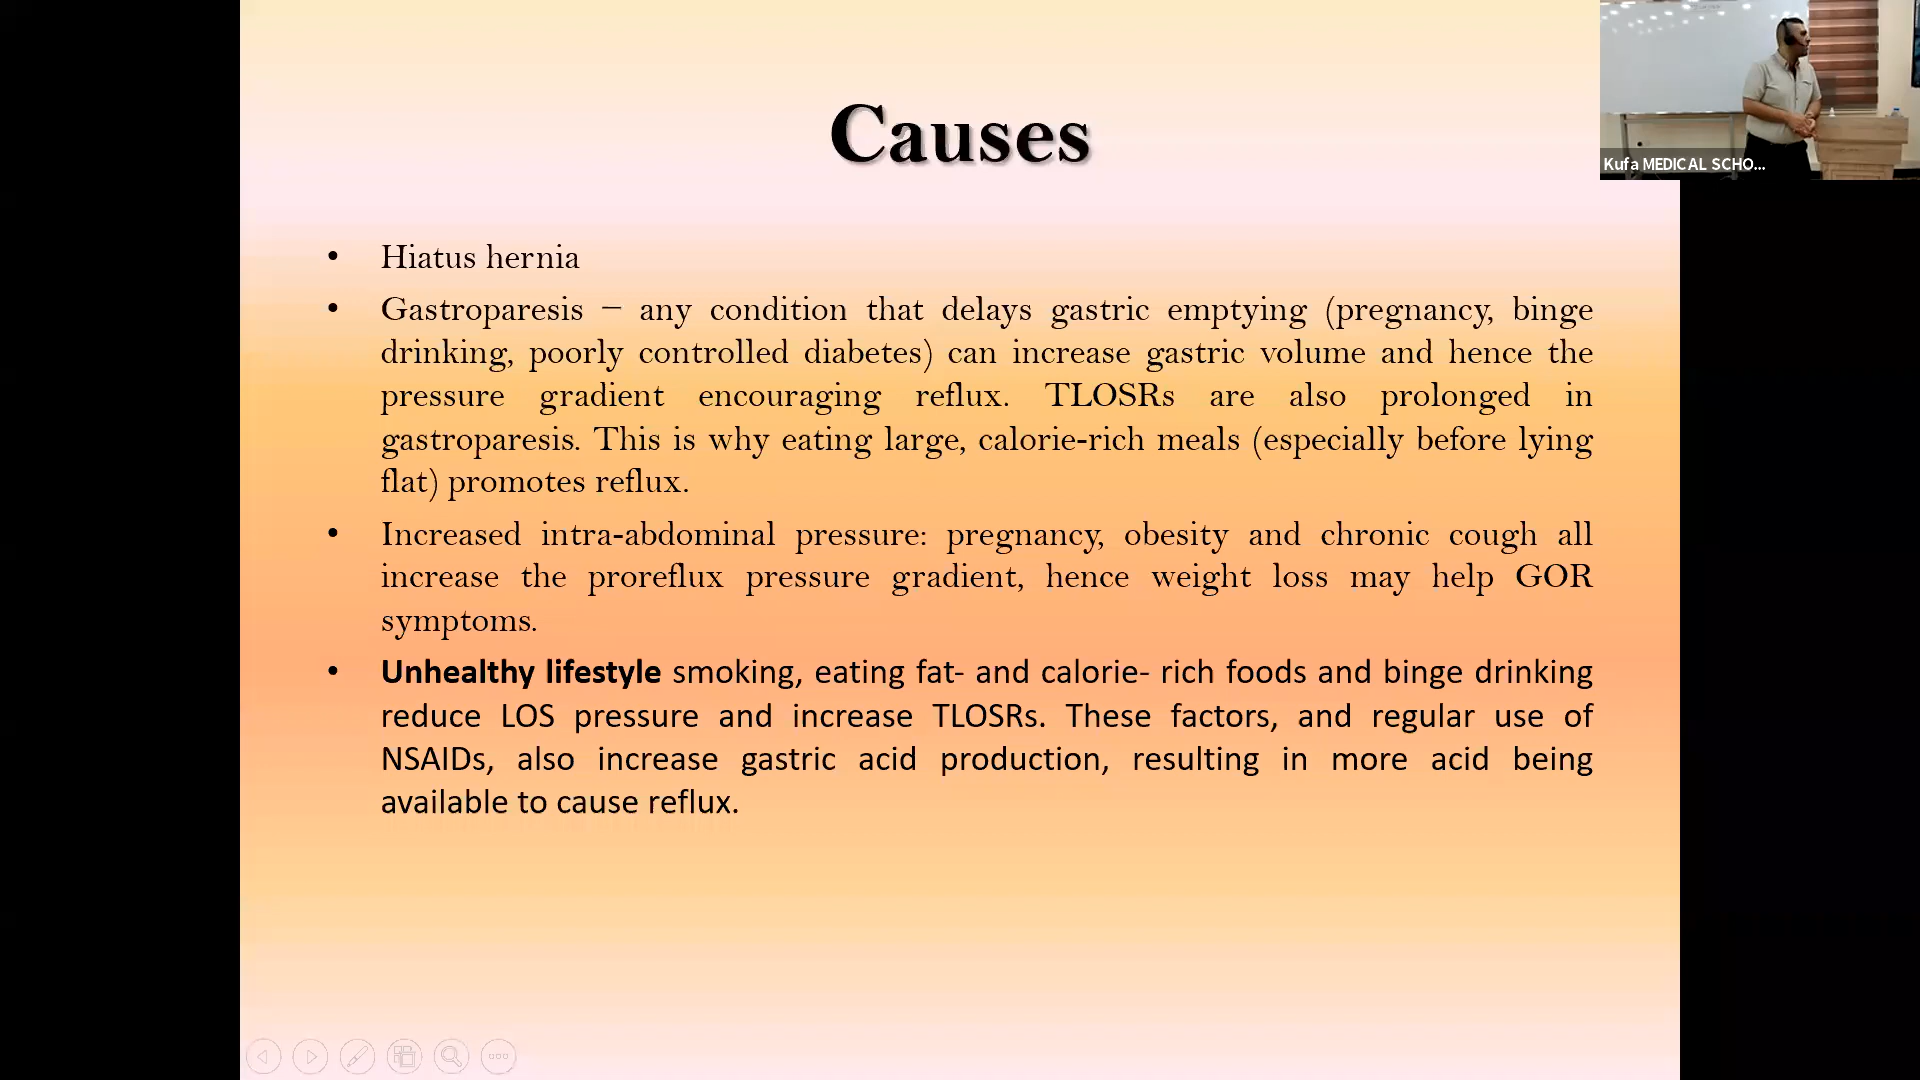 Causes
• Hiatus hernia
• Gastroparesis − any condition that delays gastric emptying (pregnancy, binge
drinking, poorly controlled diabetes) can increase gastric volume and hence the
pressure gradient encouraging reflux. TLOSRs are also prolonged in
gastroparesis. This is why eating large, calorie-rich meals (especially before lying
flat) promotes reflux.
• Increased intra-abdominal pressure: pregnancy, obesity and chronic cough all
increase the proreflux pressure gradient, hence weight loss may help GOR
symptoms.
• Unhealthy lifestyle smoking, eating fat- and calorie- rich foods and binge drinking
reduce LOS pressure and increase TLOSRs. These factors, and regular use of
NSAIDs, also increase gastric acid production, resulting in more acid being
available to cause reflux.
Kufa MEDICAL SCHO...